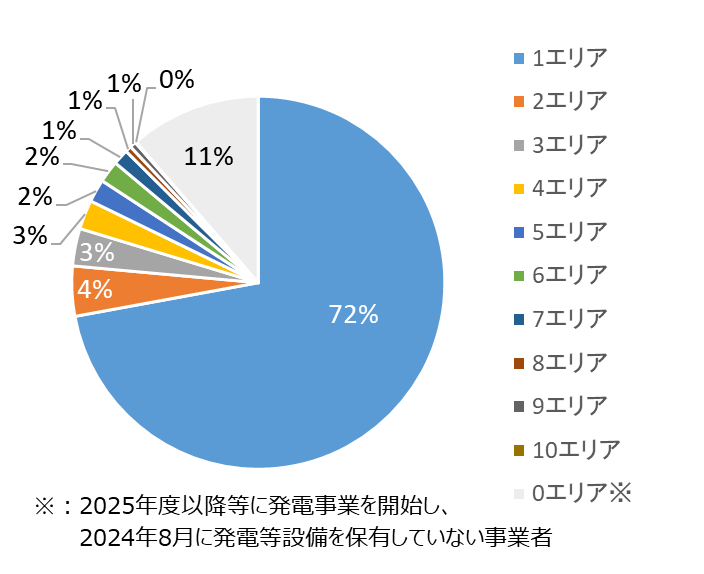 0%
1%
1%
1%
2%
2%
3%
3%
4%
11%
72%
1エリア
2エリア
3エリア
4エリア
5エリア
6エリア
7エリア
8エリア
9エリア
10エリア
0エリア※
※：2025年度以降等に発電事業を開始し、
2024年8月に発電等設備を保有していない事業者